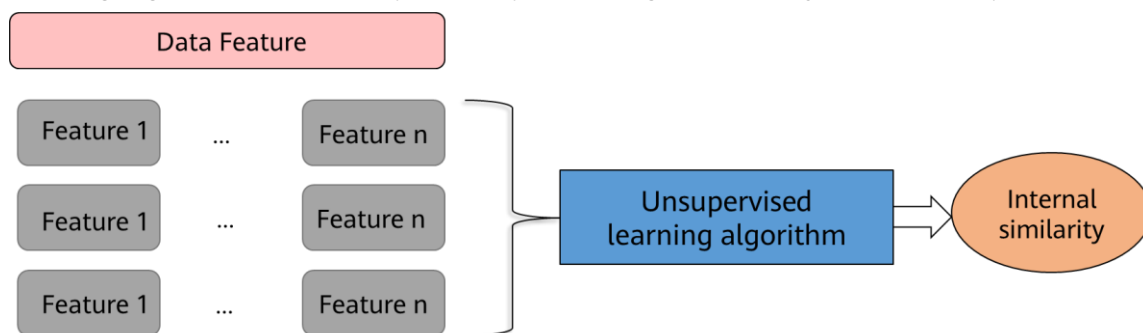 Data Feature
Feature 1 ... Feature n
Feature 1 ... Feature n
Feature 1 ... Feature n
Unsupervised
learning algorithm
Internal
similarity